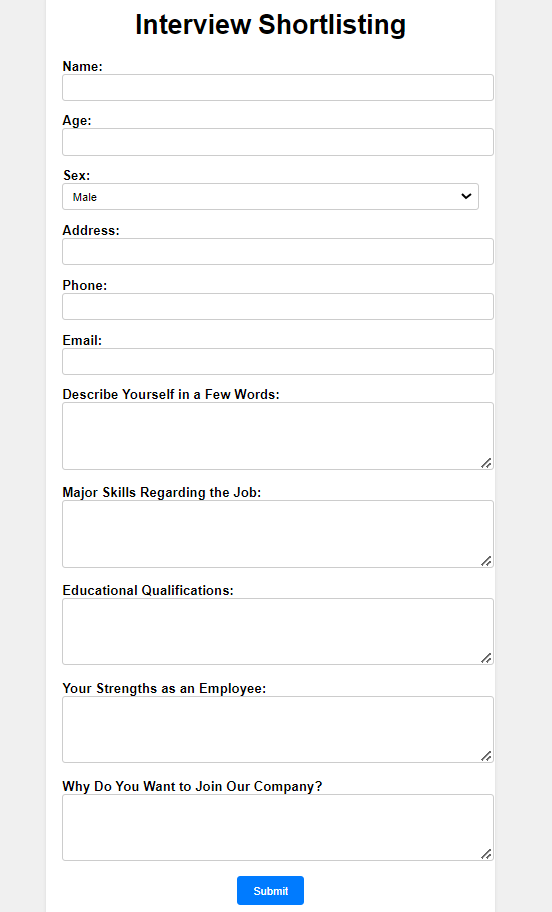 Interview Shortlisting
Name:
Age:
Sex:
Male
Address:
Phone:
Email:
Describe Yourself in a Few Words:
Major Skills Regarding the Job:
Educational Qualifications:
Your Strengths as an Employee:
Why Do You Want to Join Our Company?
Submit